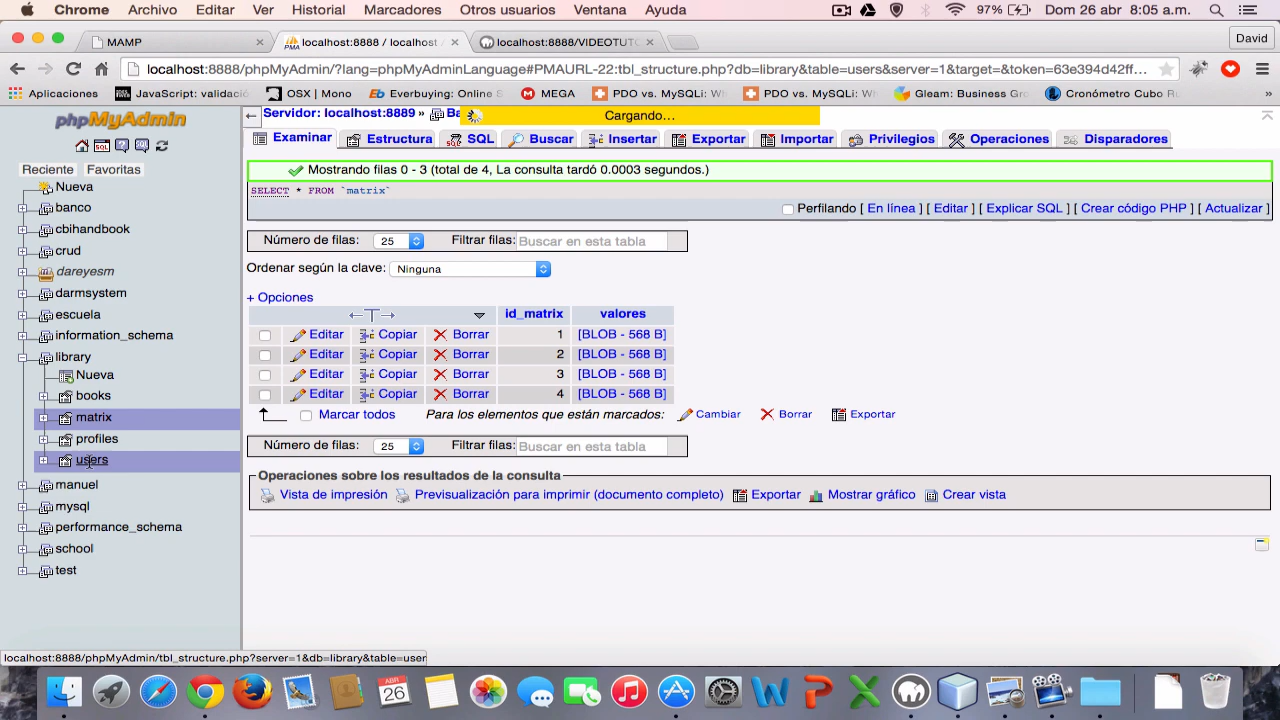 Chrome Archivo Editar Ver Historial Marcadores Otros usuarios Ventana Ayuda 97% Dom 26 abr 8:05 a.m.
MAMP localhost:8888 / localhost localhost:8888/VIDEOTUT David
localhost:8888/phpMyAdmin/?lang=phpMyAdminLanguage#PMAURL-22:tbl_structure.php?db=library&table=users&server=1&target=&token=63e394d42ff...
Aplicaciones JavaScript: validació OSX | Mono Everbuying: Online S MEGA PDO vs. MySQLi: Wh PDO vs. MySQLi: Wh Gleam: Business Gro Cronómetro Cubo Ru »
phpMyAdmin
Reciente Favoritas
Nueva
banco
cbihandbook
crud
dareyesm
darmsystem
escuela
information_schema
library
Nueva
books
matrix
profiles
users
manuel
mysql
performance_schema
school
test
Servidor: localhost:8889 » Ba
Cargando...
Examinar Estructura SQL Buscar Insertar Exportar Importar Privilegios Operaciones Disparadores
Mostrando filas 0 - 3 (total de 4, La consulta tardó 0.0003 segundos.)
SELECT * FROM `matrix`
Perfilando [ En línea ] [ Editar ] [ Explicar SQL ] [ Crear código PHP ] [ Actualizar ]
Número de filas: 25 Filtrar filas: Buscar en esta tabla
Ordenar según la clave: Ninguna
+ Opciones
←T→ id_matrix valores
Editar Copiar Borrar 1 [BLOB - 568 B]
Editar Copiar Borrar 2 [BLOB - 568 B]
Editar Copiar Borrar 3 [BLOB - 568 B]
Editar Copiar Borrar 4 [BLOB - 568 B]
Marcar todos Para los elementos que están marcados: Cambiar Borrar Exportar
Número de filas: 25 Filtrar filas: Buscar en esta tabla
Operaciones sobre los resultados de la consulta
Vista de impresión Previsualización para imprimir (documento completo) Exportar Mostrar gráfico Crear vista
localhost:8888/phpMyAdmin/tbl_structure.php?server=1&db=library&table=user
ABR
26